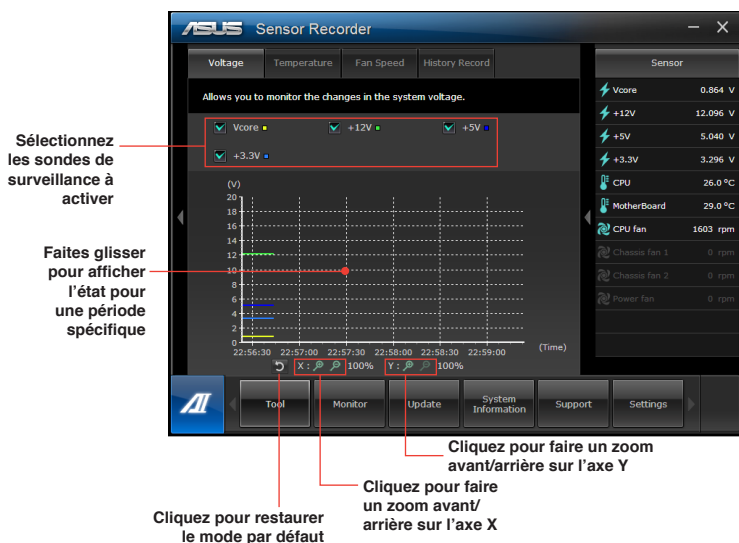 ASUS Sensor Recorder
Voltage Temperature Fan Speed History Record
Allows you to monitor the changes in the system voltage.
Vcore +12V +5V
+3.3V
Sélectionnez
les sondes de
surveillance à
activer
(V)
20
18
16
14
12
10
8
6
4
2
0
22:56:30 22:57:00 22:57:30 22:58:00 22:58:30 22:59:00
(Time)
X : 100% Y : 100%
Faites glisser
pour afficher
l'état pour
une période
spécifique
Sensor
Vcore 0.864 V
+12V 12.096 V
+5V 5.040 V
+3.3V 3.296 V
CPU 26.0 °C
MotherBoard 29.0 °C
CPU fan 1603 rpm
Chassis fan 1 0 rpm
Chassis fan 2 0 rpm
Power fan 0 rpm
Tool Monitor Update System Information Support Settings
Cliquez pour faire un zoom
avant/arrière sur l'axe Y
Cliquez pour faire
un zoom avant/
arrière sur l'axe X
Cliquez pour restaurer
le mode par défaut